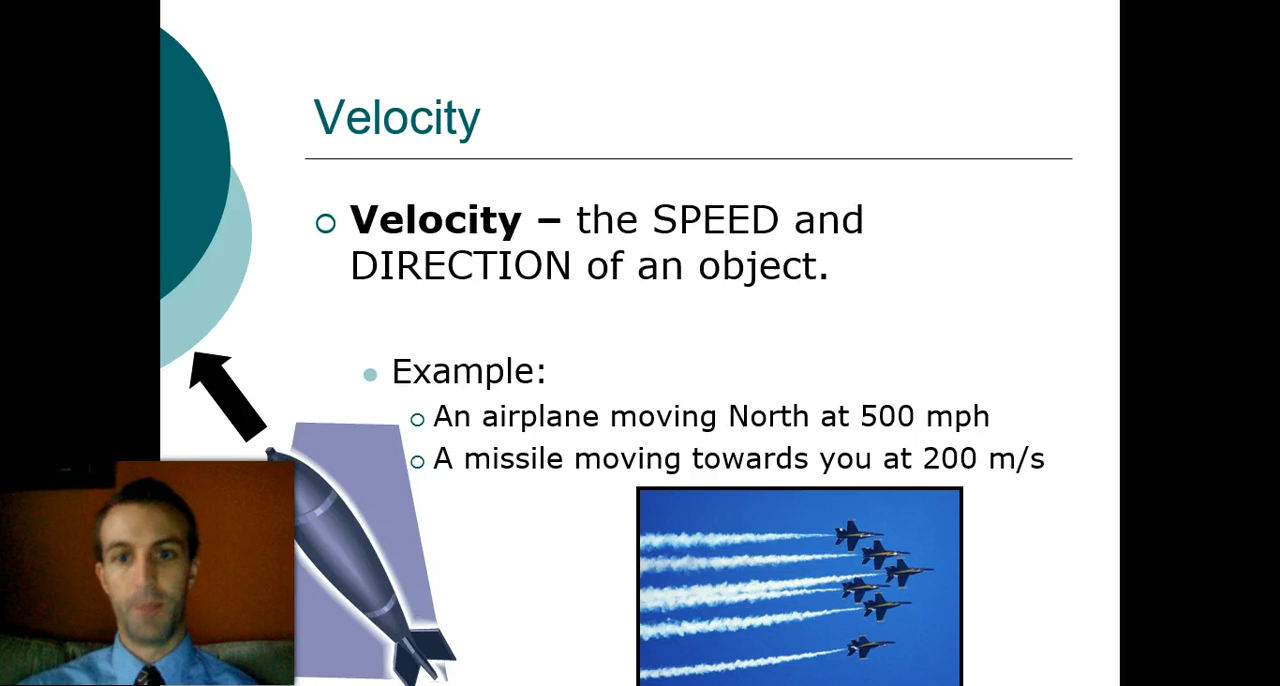 Velocity
Velocity – the SPEED and
DIRECTION of an object.
Example:
An airplane moving North at 500 mph
A missile moving towards you at 200 m/s